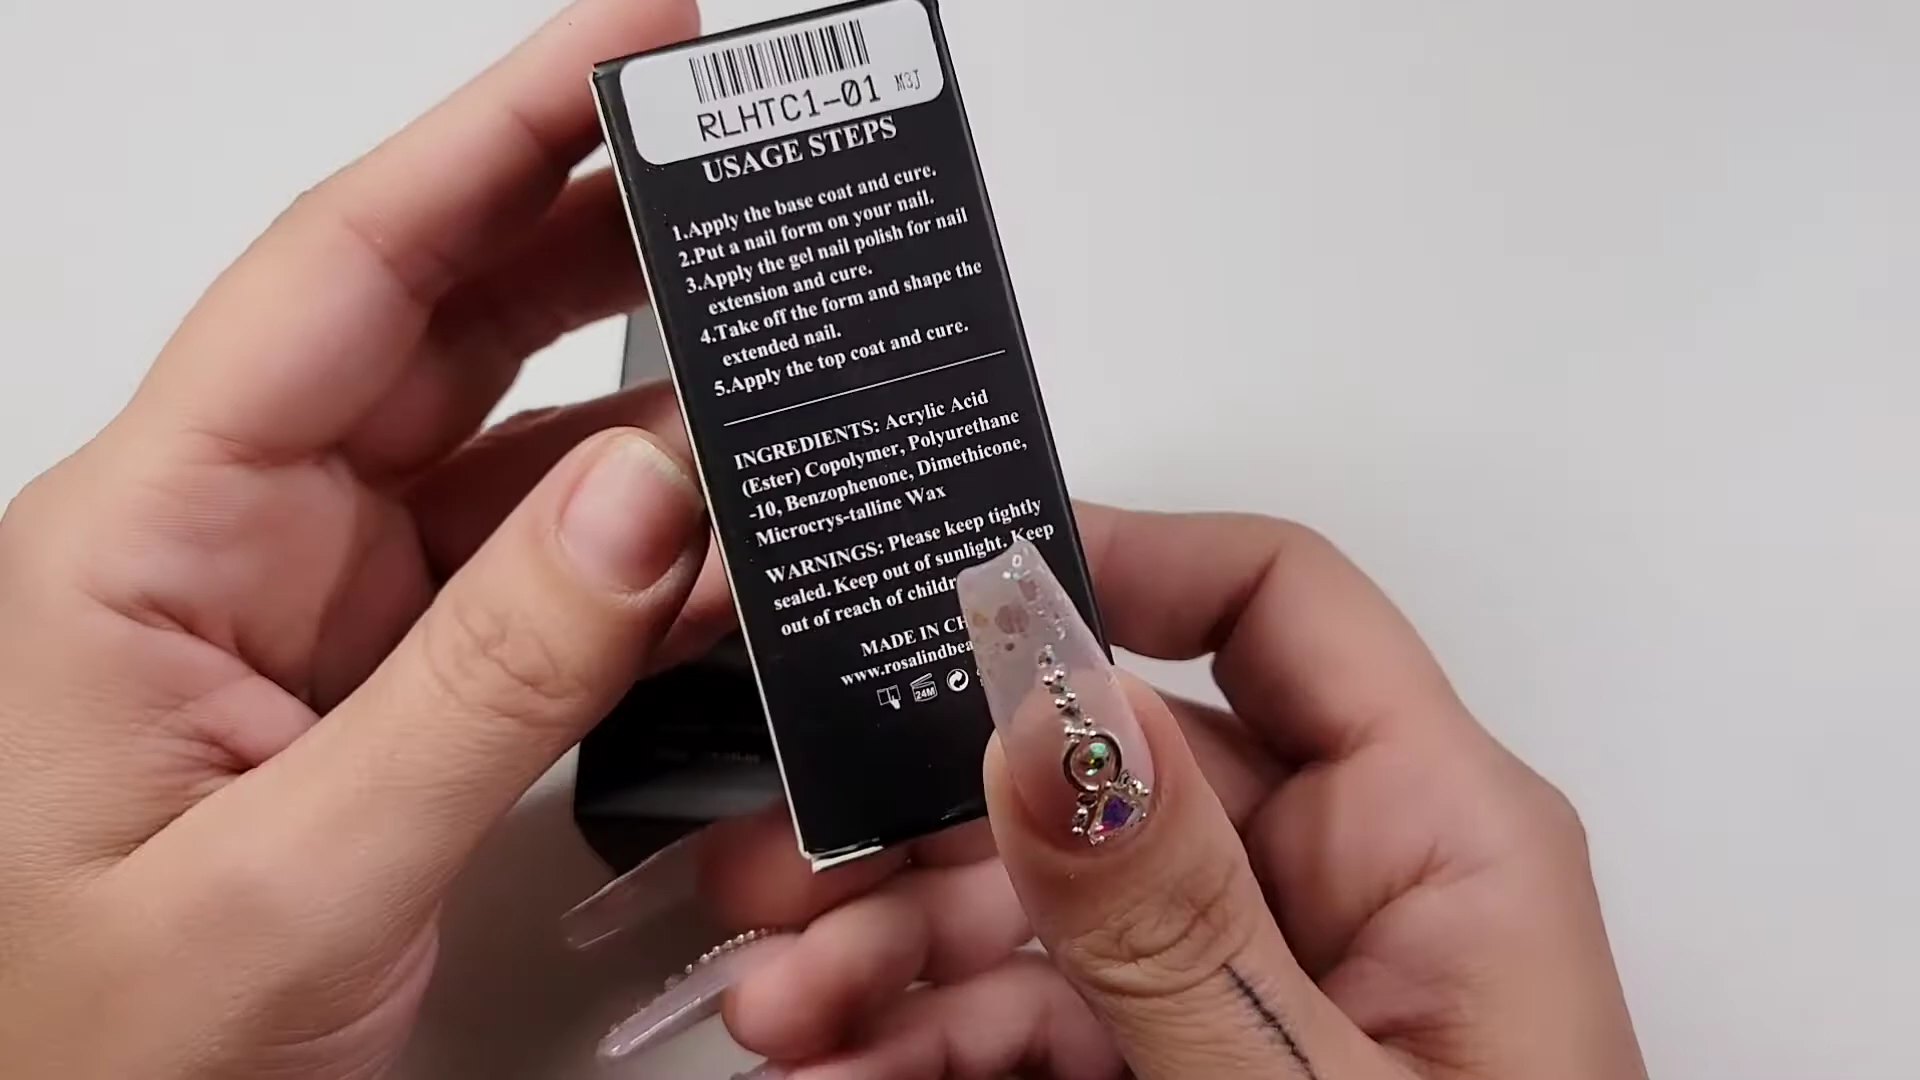 RLHTC1-01 M3J
USAGE STEPS
1.Apply the base coat and cure.
2.Put a nail form on your nail.
3.Apply the gel nail polish for nail
extension and cure.
4.Take off the form and shape the
extended nail.
5.Apply the top coat and cure.
INGREDIENTS: Acrylic Acid
(Ester) Copolymer, Polyurethane
-10, Benzophenone, Dimethicone,
Microcrys-talline Wax
WARNINGS: Please keep tightly
sealed. Keep out of sunlight. Keep
out of reach of
MADE IN
24M